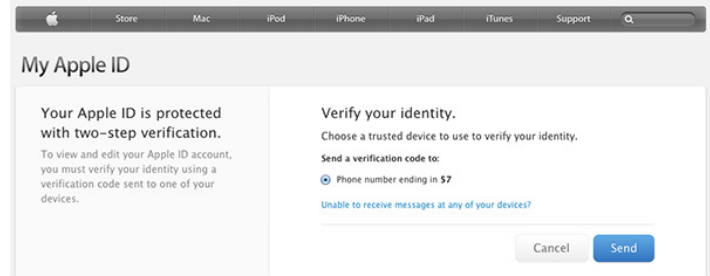 Store Mac iPod iPhone iPad iTunes Support
My Apple ID
Your Apple ID is protected
with two-step verification.
To view and edit your Apple ID account,
you must verify your identity using a
verification code sent to one of your
devices.
Verify your identity.
Choose a trusted device to use to verify your identity.
Send a verification code to:
Phone number ending in 57
Unable to receive messages at any of your devices?
Cancel Send